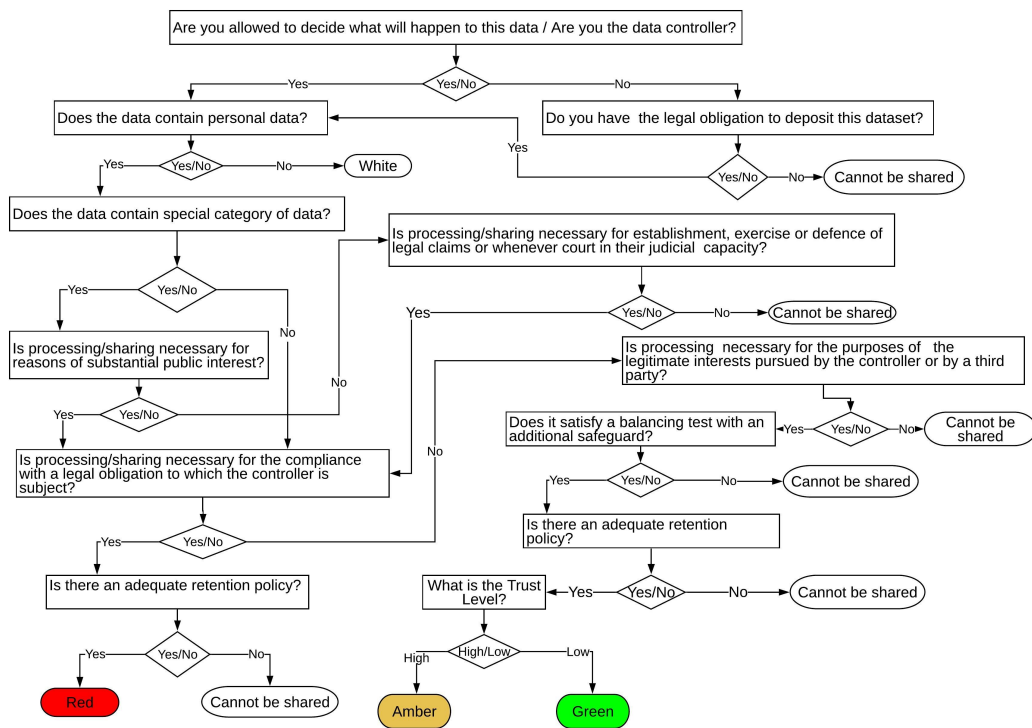 Are you allowed to decide what will happen to this data / Are you the data controller?
Yes
Yes/No
No
Does the data contain personal data?
Do you have the legal obligation to deposit this dataset?
Yes
Yes
Yes/No
No
White
Yes/No
No
Cannot be shared
Does the data contain special category of data?
Is processing/sharing necessary for establishment, exercise or defence of
legal claims or whenever court in their judicial capacity?
Yes
Yes/No
No
Yes
Yes/No
No
Cannot be shared
Is processing/sharing necessary for
reasons of substantial public interest?
No
Is processing necessary for the purposes of the
legitimate interests pursued by the controller or by a third
party?
Yes
Yes/No
Does it satisfy a balancing test with an
additional safeguard?
Yes
Yes/No
No
Cannot be
shared
Is processing/sharing necessary for the compliance
with a legal obligation to which the controller is
subject?
No
Yes
Yes/No
No
Cannot be shared
Yes
Yes/No
Is there an adequate retention
policy?
Is there an adequate retention policy?
What is the Trust
Level?
Yes
Yes/No
No
Cannot be shared
Yes
Yes/No
No
High
High/Low
Low
Red
Cannot be shared
Amber
Green